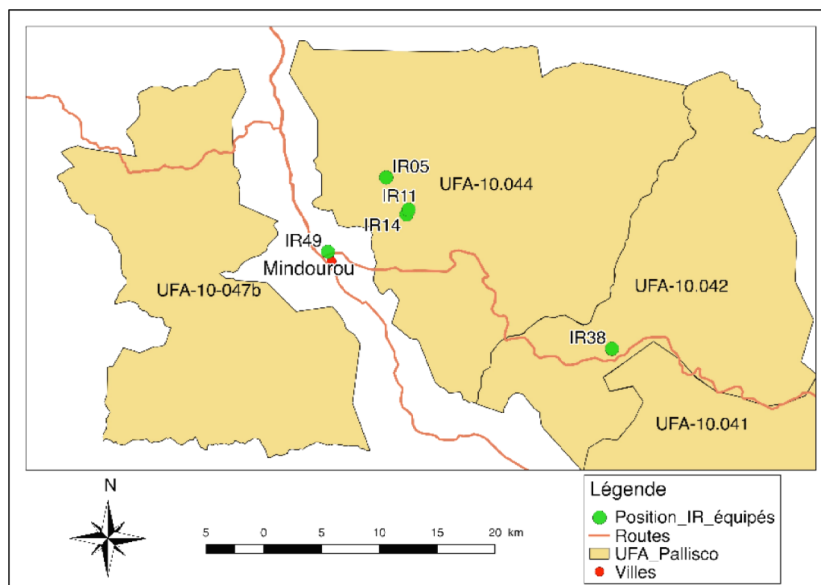 IR05
IR11
UFA-10.044
IR14
IR49
Mindourou
UFA-10-047b
UFA-10.042
IR38
UFA-10.041
N
5 0 5 10 15 20 km
Légende
Position_IR_équipés
Routes
UFA_Pallisco
Villes